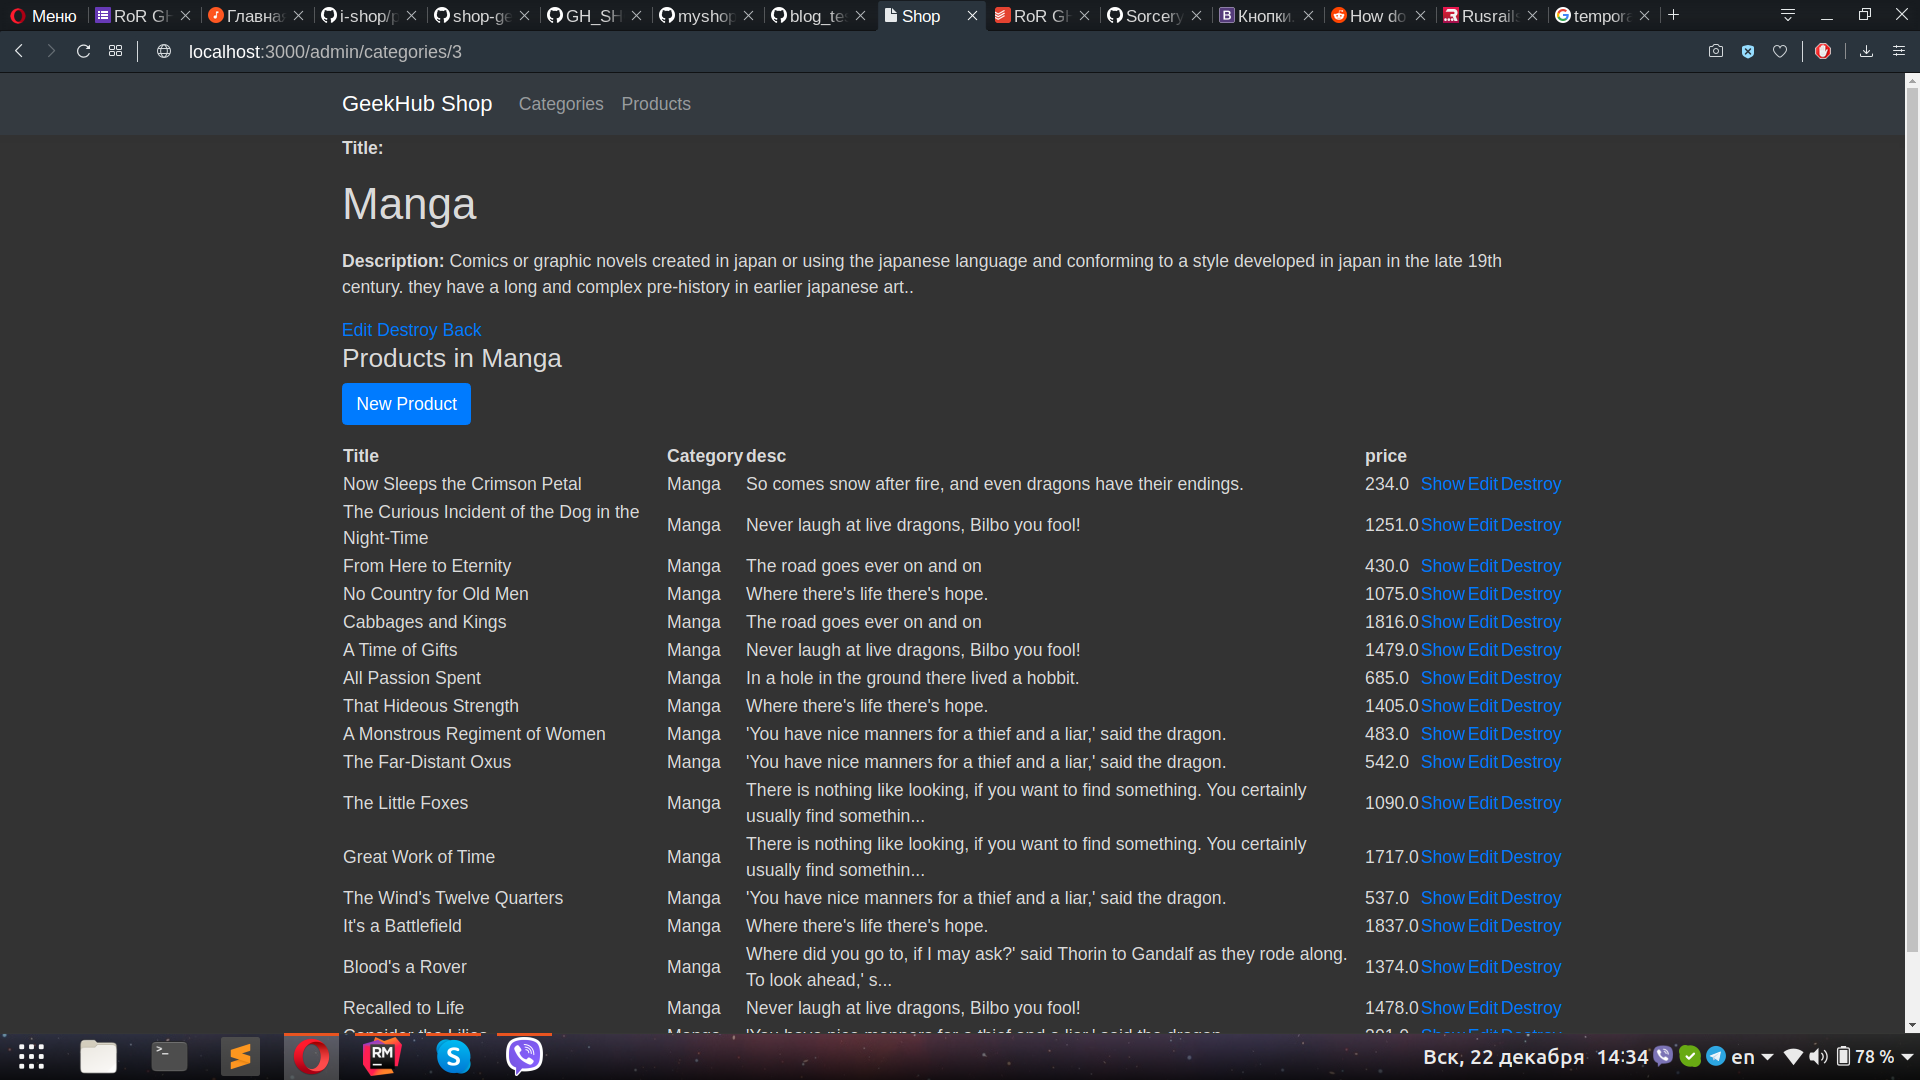 Меню RoR GH Главная i-shop/p shop-ge GH_SH myshop blog_tes Shop RoR GH Sorcery Кнопки. How do Rusrails tempora
localhost:3000/admin/categories/3
GeekHub Shop Categories Products
Title:
Manga
Description: Comics or graphic novels created in japan or using the japanese language and conforming to a style developed in japan in the late 19th
century. they have a long and complex pre-history in earlier japanese art..
Edit Destroy Back
Products in Manga
New Product
Title Category desc price
Now Sleeps the Crimson Petal Manga So comes snow after fire, and even dragons have their endings. 234.0 Show Edit Destroy
The Curious Incident of the Dog in the
Night-Time Manga Never laugh at live dragons, Bilbo you fool! 1251.0 Show Edit Destroy
From Here to Eternity Manga The road goes ever on and on 430.0 Show Edit Destroy
No Country for Old Men Manga Where there's life there's hope. 1075.0 Show Edit Destroy
Cabbages and Kings Manga The road goes ever on and on 1816.0 Show Edit Destroy
A Time of Gifts Manga Never laugh at live dragons, Bilbo you fool! 1479.0 Show Edit Destroy
All Passion Spent Manga In a hole in the ground there lived a hobbit. 685.0 Show Edit Destroy
That Hideous Strength Manga Where there's life there's hope. 1405.0 Show Edit Destroy
A Monstrous Regiment of Women Manga 'You have nice manners for a thief and a liar,' said the dragon. 483.0 Show Edit Destroy
The Far-Distant Oxus Manga 'You have nice manners for a thief and a liar,' said the dragon. 542.0 Show Edit Destroy
The Little Foxes Manga There is nothing like looking, if you want to find something. You certainly
usually find somethin... 1090.0 Show Edit Destroy
Great Work of Time Manga There is nothing like looking, if you want to find something. You certainly
usually find somethin... 1717.0 Show Edit Destroy
The Wind's Twelve Quarters Manga 'You have nice manners for a thief and a liar,' said the dragon. 537.0 Show Edit Destroy
It's a Battlefield Manga Where there's life there's hope. 1837.0 Show Edit Destroy
Blood's a Rover Manga Where did you go to, if I may ask?' said Thorin to Gandalf as they rode along.
To look ahead,' s... 1374.0 Show Edit Destroy
Recalled to Life Manga Never laugh at live dragons, Bilbo you fool! 1478.0 Show Edit Destroy
RM
Вск, 22 декабря 14:34 en 78 %